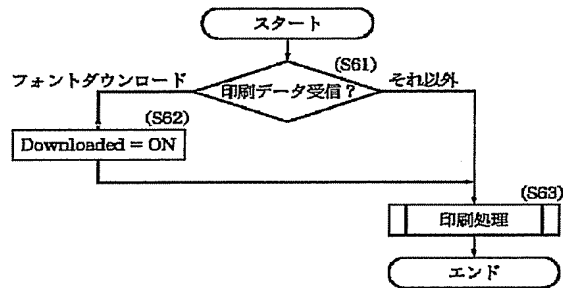 スタート
(S61)
フォントダウンロード
印刷データ受信？
それ以外
(S62)
Downloaded = ON
(S63)
印刷処理
エンド